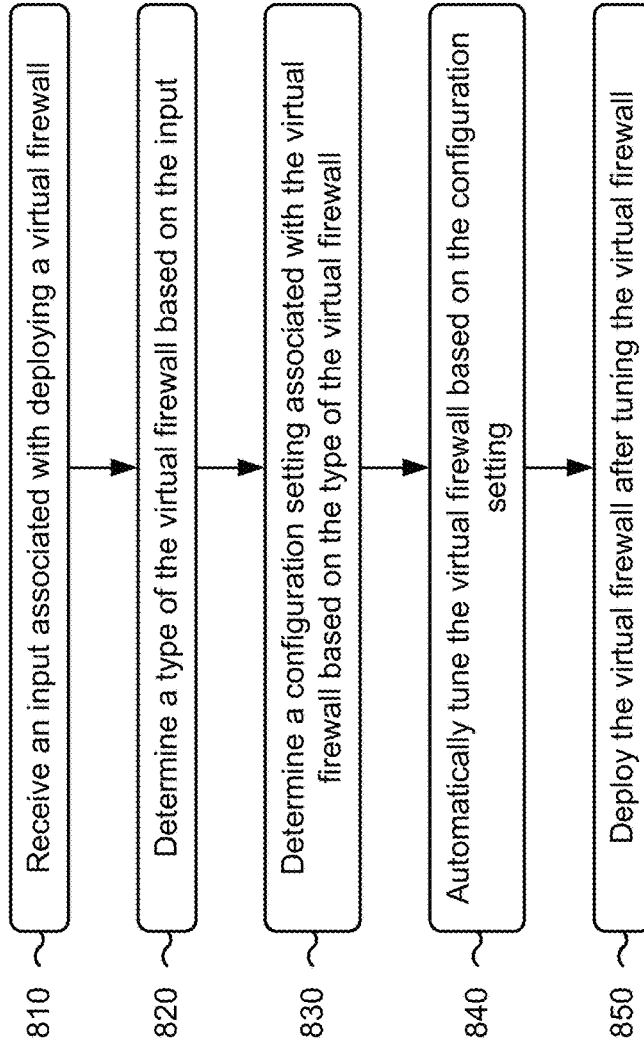 810
Receive an input associated with deploying a virtual firewall
820
Determine a type of the virtual firewall based on the input
830
Determine a configuration setting associated with the virtual
firewall based on the type of the virtual firewall
840
Automatically tune the virtual firewall based on the configuration
setting
850
Deploy the virtual firewall after tuning the virtual firewall